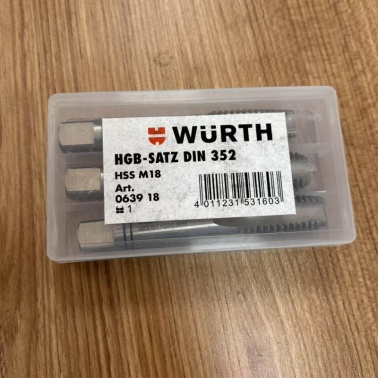 WÜRTH
HGB-SATZ DIN 352
HSS M18
Art.
0639 18
1
4 011231 531603